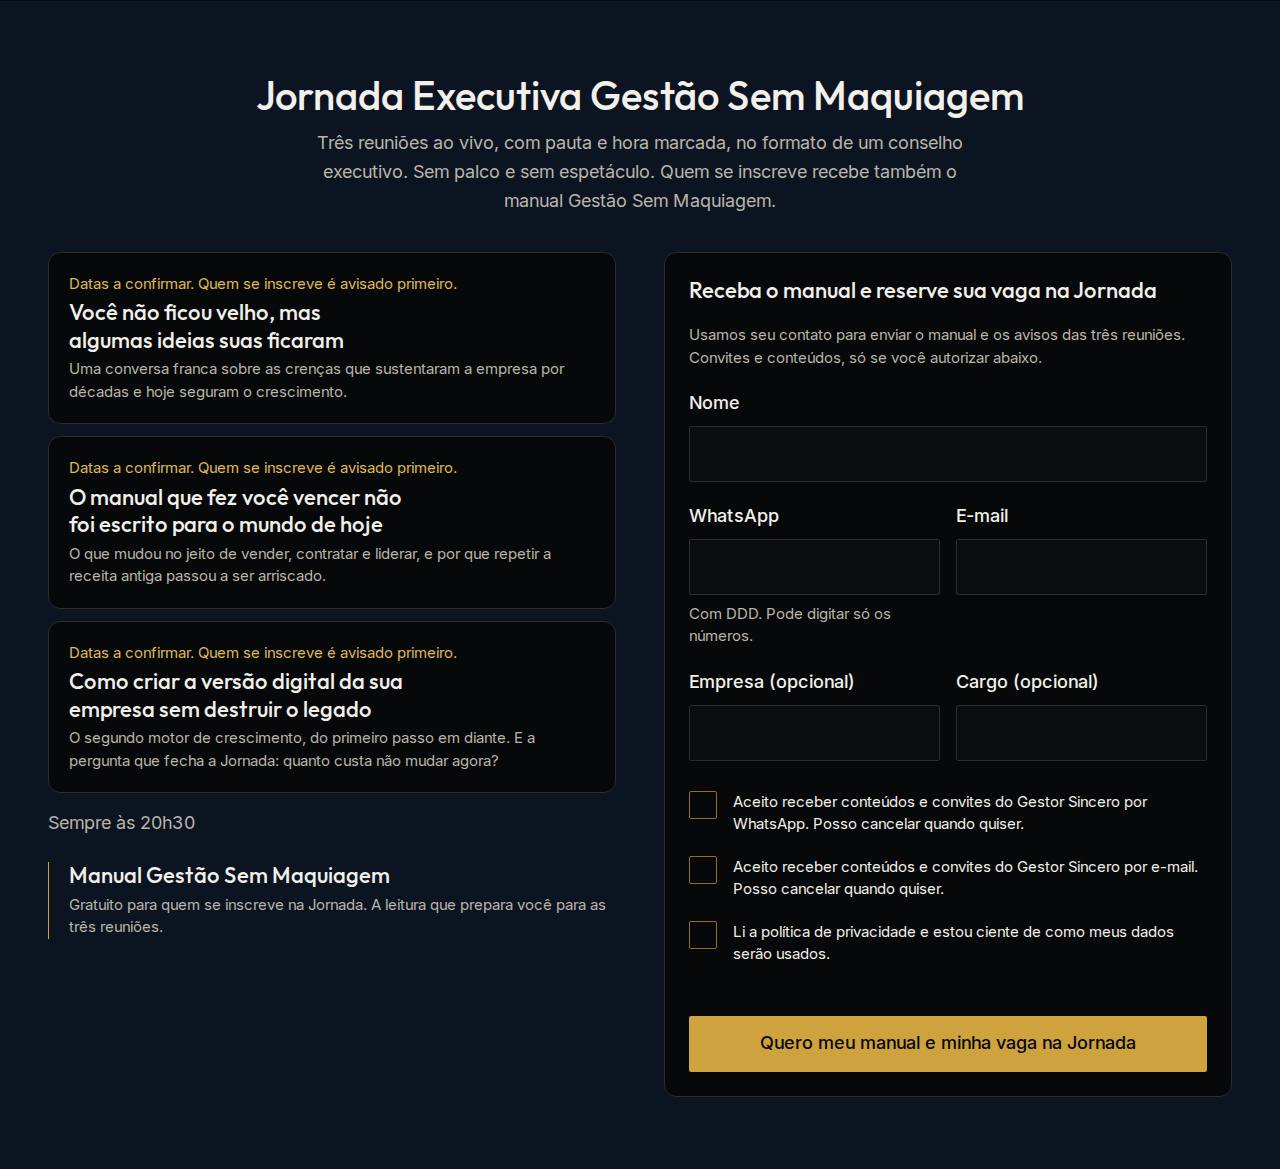 Jornada Executiva Gestão Sem Maquiagem
Três reuniões ao vivo, com pauta e hora marcada, no formato de um conselho
executivo. Sem palco e sem espetáculo. Quem se inscreve recebe também o
manual Gestão Sem Maquiagem.
Datas a confirmar. Quem se inscreve é avisado primeiro.
Você não ficou velho, mas
algumas ideias suas ficaram
Uma conversa franca sobre as crenças que sustentaram a empresa por
décadas e hoje seguram o crescimento.
Datas a confirmar. Quem se inscreve é avisado primeiro.
O manual que fez você vencer não
foi escrito para o mundo de hoje
O que mudou no jeito de vender, contratar e liderar, e por que repetir a
receita antiga passou a ser arriscado.
Datas a confirmar. Quem se inscreve é avisado primeiro.
Como criar a versão digital da sua
empresa sem destruir o legado
O segundo motor de crescimento, do primeiro passo em diante. E a
pergunta que fecha a Jornada: quanto custa não mudar agora?
Sempre às 20h30
Manual Gestão Sem Maquiagem
Gratuito para quem se inscreve na Jornada. A leitura que prepara você para as
três reuniões.
Receba o manual e reserve sua vaga na Jornada
Usamos seu contato para enviar o manual e os avisos das três reuniões.
Convites e conteúdos, só se você autorizar abaixo.
Nome
WhatsApp
E-mail
Com DDD. Pode digitar só os
números.
Empresa (opcional)
Cargo (opcional)
Aceito receber conteúdos e convites do Gestor Sincero por
WhatsApp. Posso cancelar quando quiser.
Aceito receber conteúdos e convites do Gestor Sincero por e-mail.
Posso cancelar quando quiser.
Li a política de privacidade e estou ciente de como meus dados
serão usados.
Quero meu manual e minha vaga na Jornada